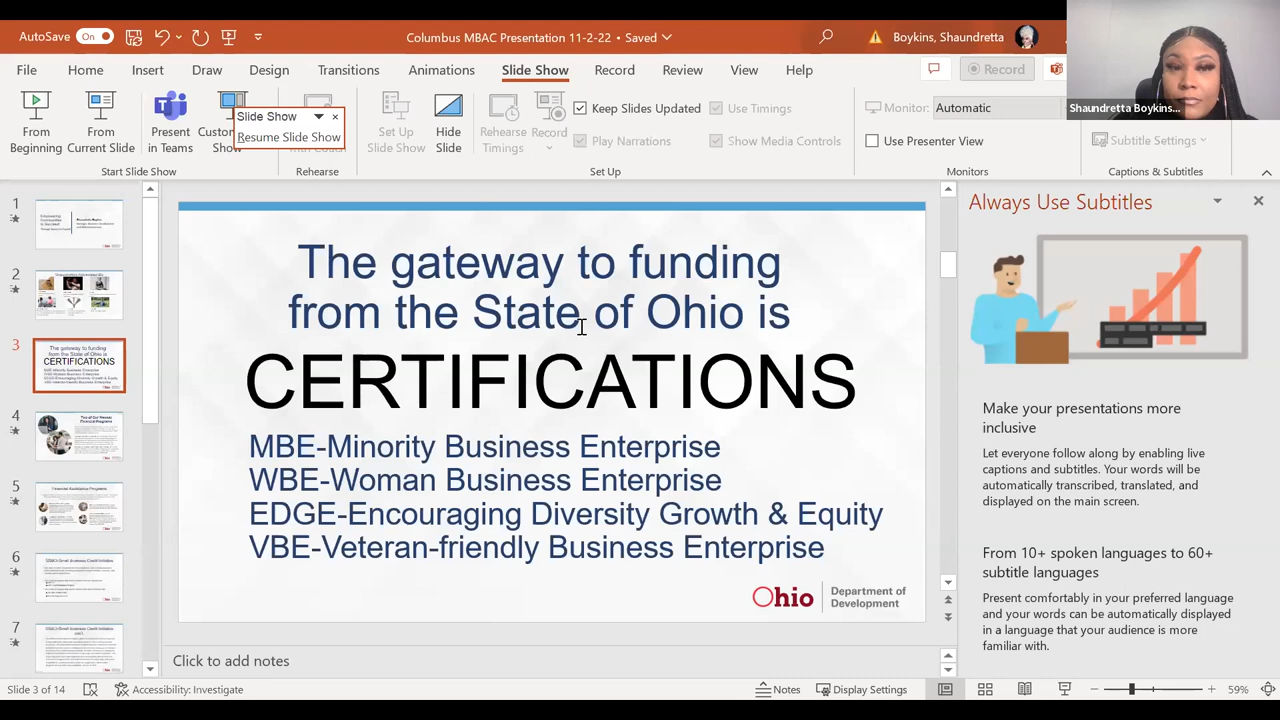 AutoSave On
Columbus MBAC Presentation 11-2-22 • Saved
Boykins, Shaundretta
File Home Insert Draw Design Transitions Animations Slide Show Record Review View Help
Record
From Beginning
From Current Slide
Present in Teams
Slide Show
Resume Slide Show
Set Up Slide Show
Hide Slide
Rehearse Timings
Record
Keep Slides Updated
Play Narrations
Use Timings
Show Media Controls
Monitor: Automatic
Use Presenter View
Subtitle Settings
Shaundretta Boykins...
Start Slide Show
Rehearse
Set Up
Monitors
Captions & Subtitles
1
2
3
4
5
6
7
The gateway to funding
from the State of Ohio is
CERTIFICATIONS
MBE-Minority Business Enterprise
WBE-Woman Business Enterprise
EDGE-Encouraging Diversity Growth & Equity
VBE-Veteran-friendly Business Enterprise
Ohio
Department of
Development
Click to add notes
Always Use Subtitles
Make your presentations more
inclusive
Let everyone follow along by enabling live
captions and subtitles. Your words will be
automatically transcribed, translated, and
displayed on the main screen.
From 10+ spoken languages to 60+
subtitle languages
Present comfortably in your preferred language
and your words can be automatically displayed
in a language that your audience is more
familiar with.
Slide 3 of 14
Accessibility: Investigate
Notes
Display Settings
59%